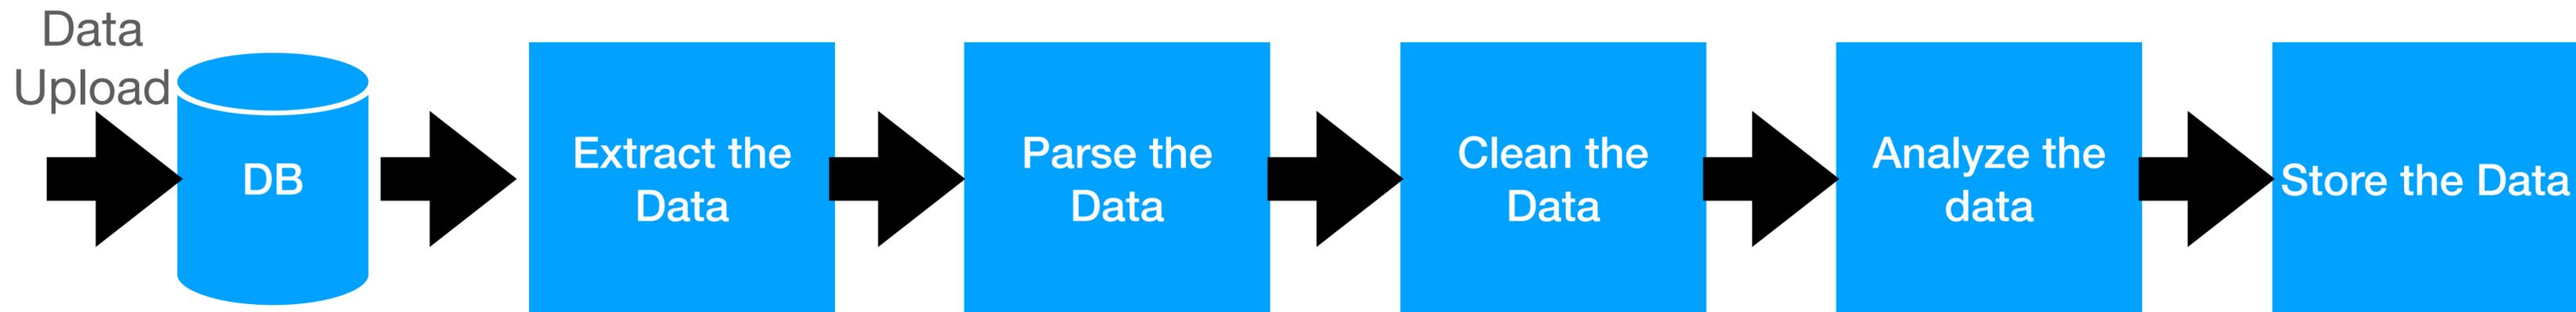 Data
Upload
DB
Extract the
Data
Parse the
Data
Clean the
Data
Analyze the
data
Store the Data